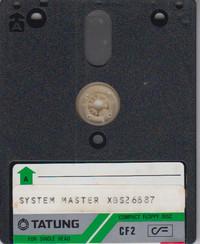 A
A
SYSTEM MASTER XBS26887
TATUNG
COMPACT FLOPPY DISC
CF2
FOR SINGLE HEAD